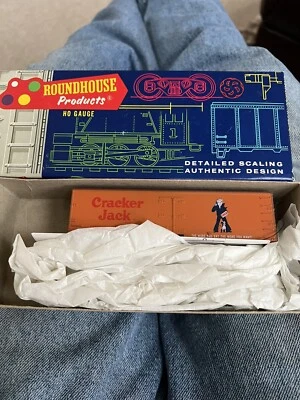 ROUNDHOUSE
Products®
HO GAUGE
1
DETAILED SCALING
AUTHENTIC DESIGN
Cracker
Jack